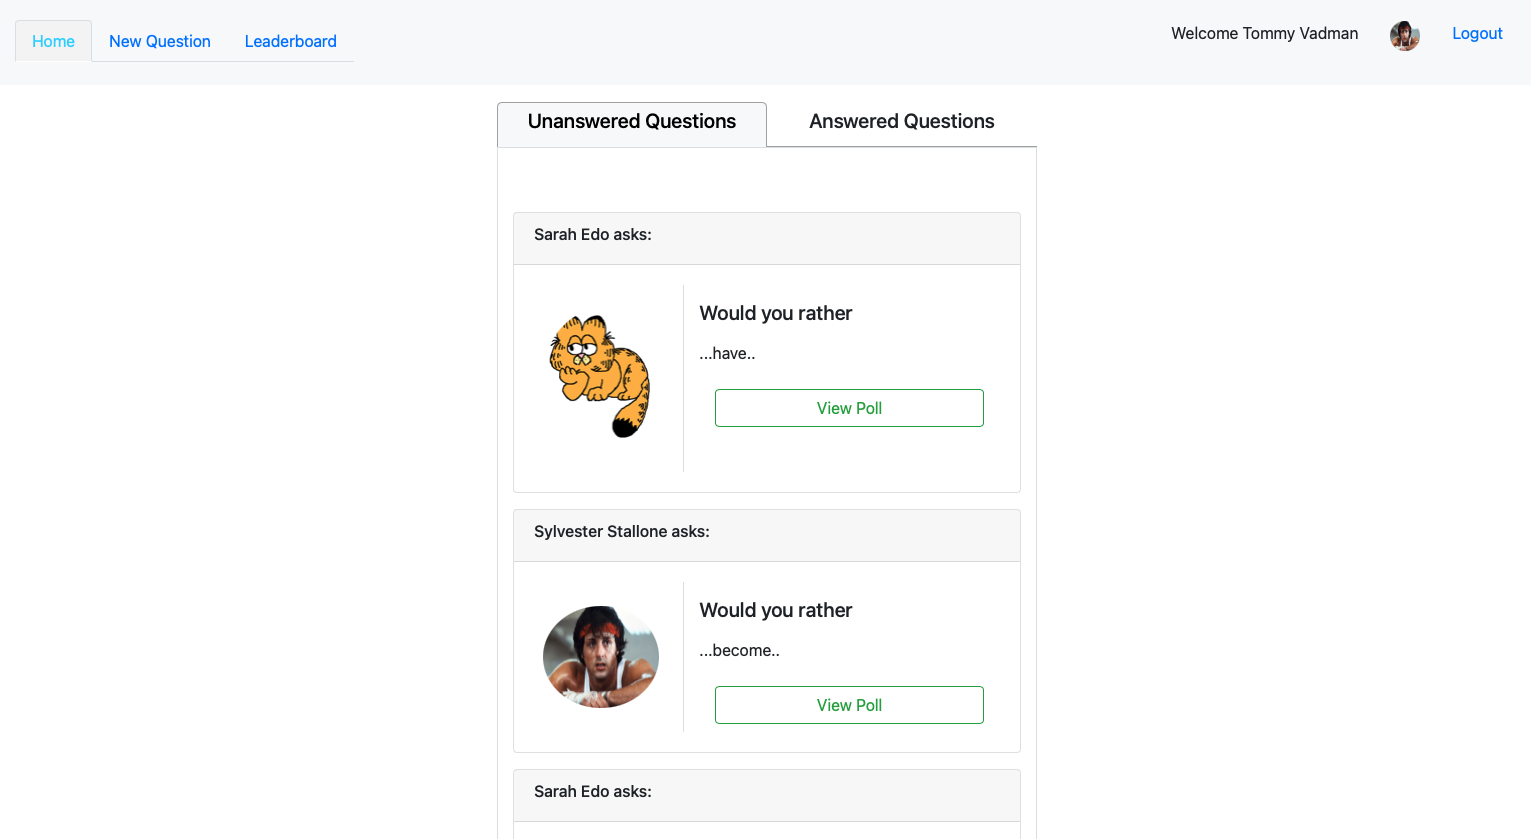 Home New Question Leaderboard Welcome Tommy Vadman Logout
Unanswered Questions Answered Questions
Sarah Edo asks:
Would you rather
...have..
View Poll
Sylvester Stallone asks:
Would you rather
...become..
View Poll
Sarah Edo asks: